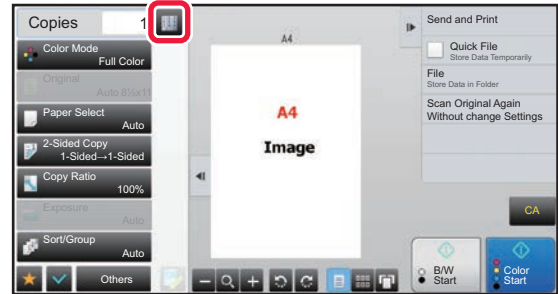 Copies 1
Color Mode
Full Color
Original
Auto 8½x11
Paper Select
Auto
2-Sided Copy
1-Sided→1-Sided
Copy Ratio
100%
Exposure
Auto
Sort/Group
Auto
Others
A4
A4
Image
Send and Print
Quick File
Store Data Temporarily
File
Store Data in Folder
Scan Original Again
Without change Settings
CA
B/W
Start
Color
Start